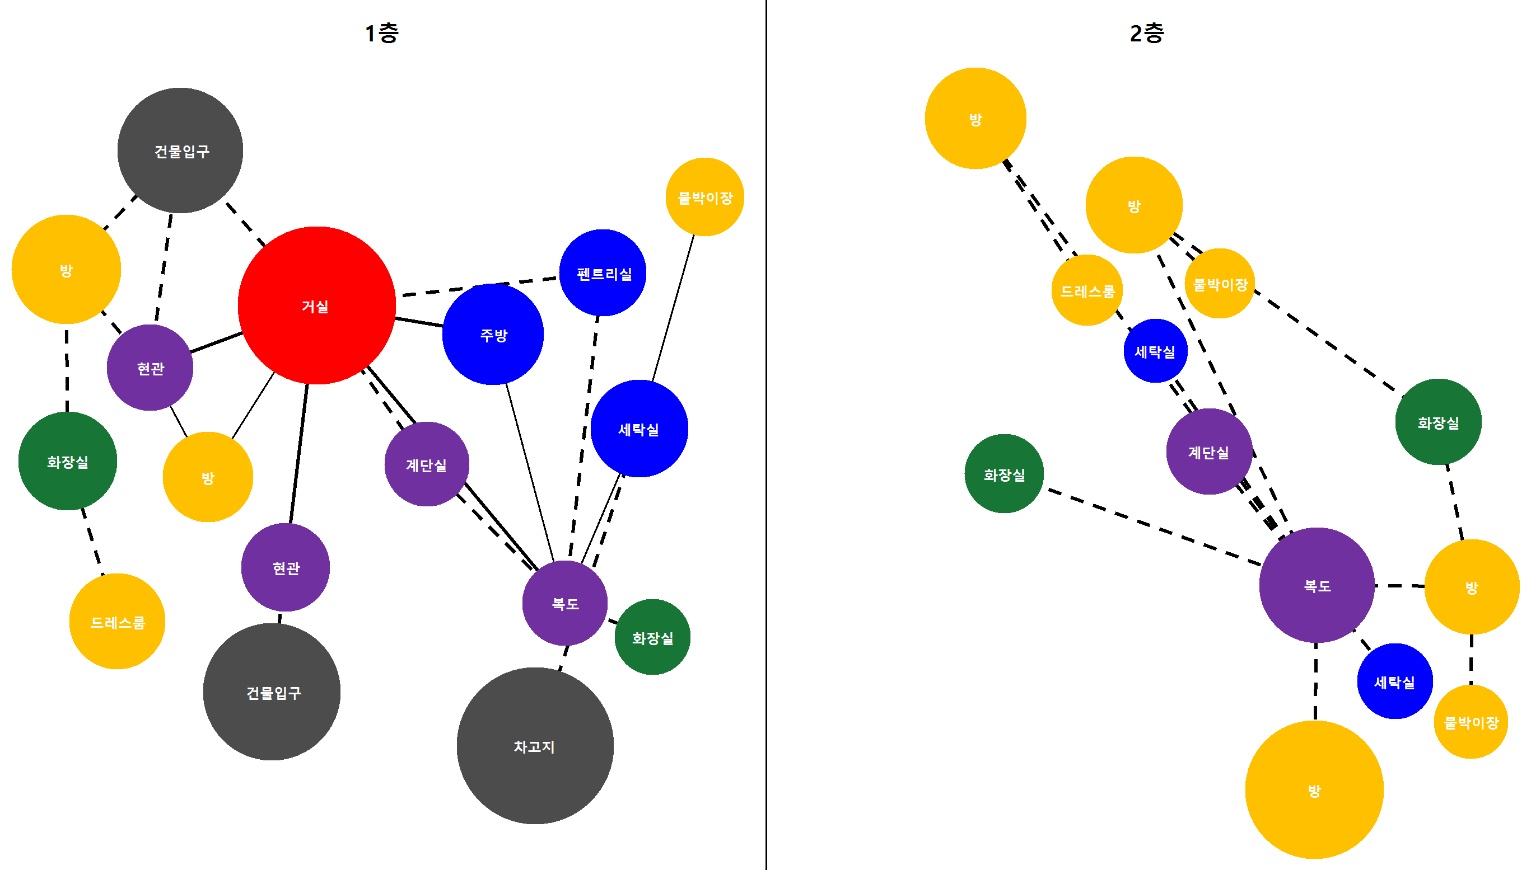 1층
건물입구
붙박이장
방
펜트리실
거실
주방
현관
세탁실
화장실
계단실
방
현관
복도
드레스룸
화장실
건물입구
차고지
2층
방
방
붙박이장
드레스룸
세탁실
화장실
계단실
화장실
복도
방
세탁실
붙박이장
방